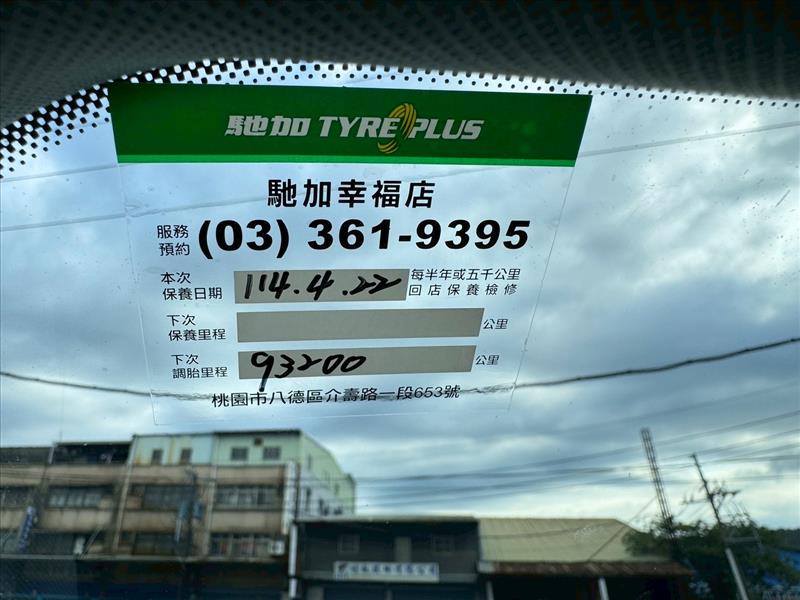 馳加 TYRE PLUS
馳加幸福店
服務預約 (03) 361-9395
本次保養日期 114.4.22 每半年或五千公里回店保養檢修
下次保養里程 公里
下次調胎里程 93200 公里
桃園市八德區介壽路一段653號